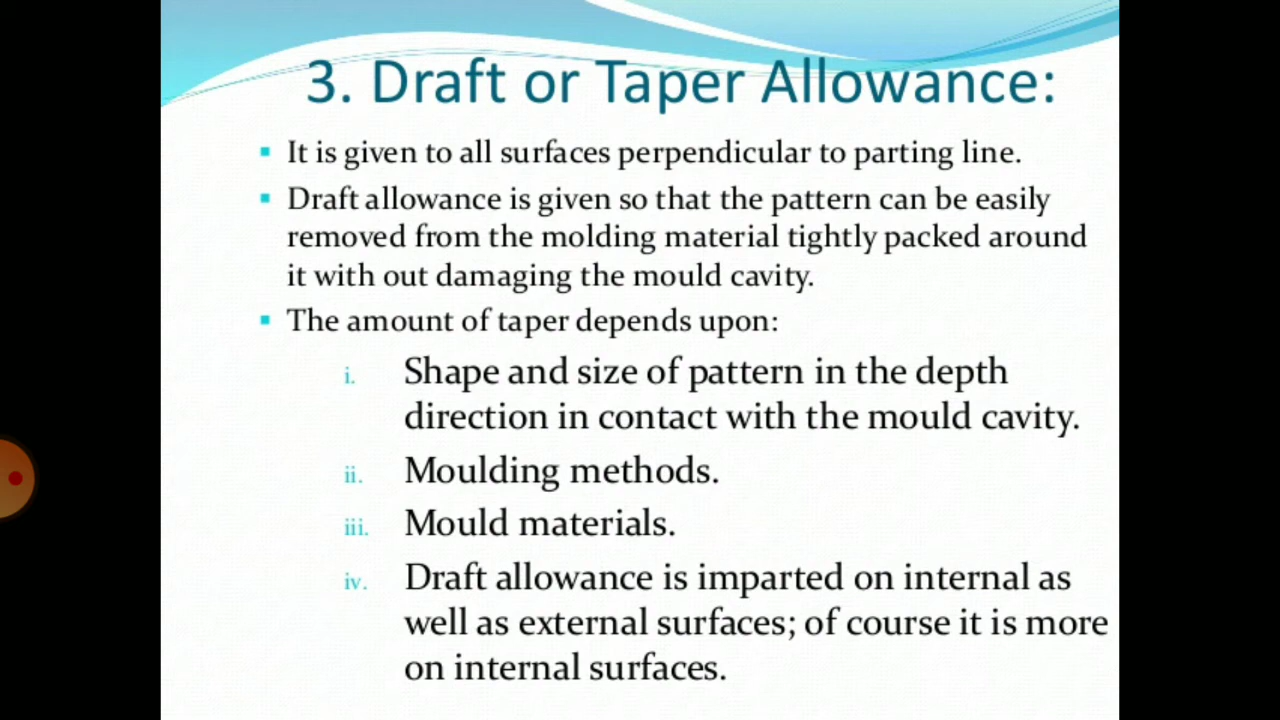 3. Draft or Taper Allowance:
▪ It is given to all surfaces perpendicular to parting line.
▪ Draft allowance is given so that the pattern can be easily
removed from the molding material tightly packed around
it with out damaging the mould cavity.
▪ The amount of taper depends upon:
i. Shape and size of pattern in the depth
direction in contact with the mould cavity.
ii. Moulding methods.
iii. Mould materials.
iv. Draft allowance is imparted on internal as
well as external surfaces; of course it is more
on internal surfaces.